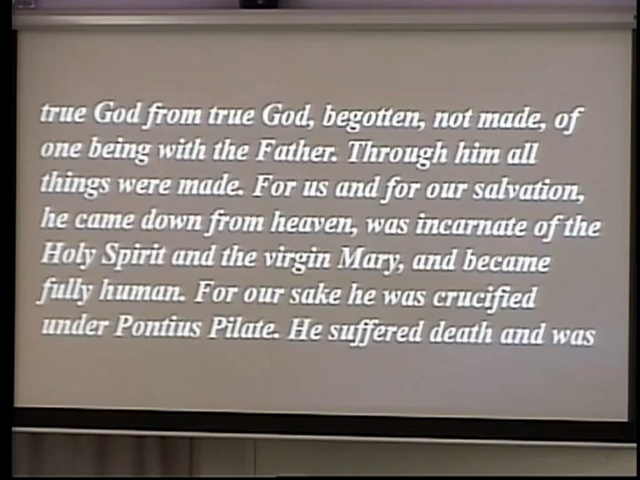 true God from true God, begotten, not made, of
one being with the Father. Through him all
things were made. For us and for our salvation,
he came down from heaven, was incarnate of the
Holy Spirit and the virgin Mary, and became
fully human. For our sake he was crucified
under Pontius Pilate. He suffered death and was